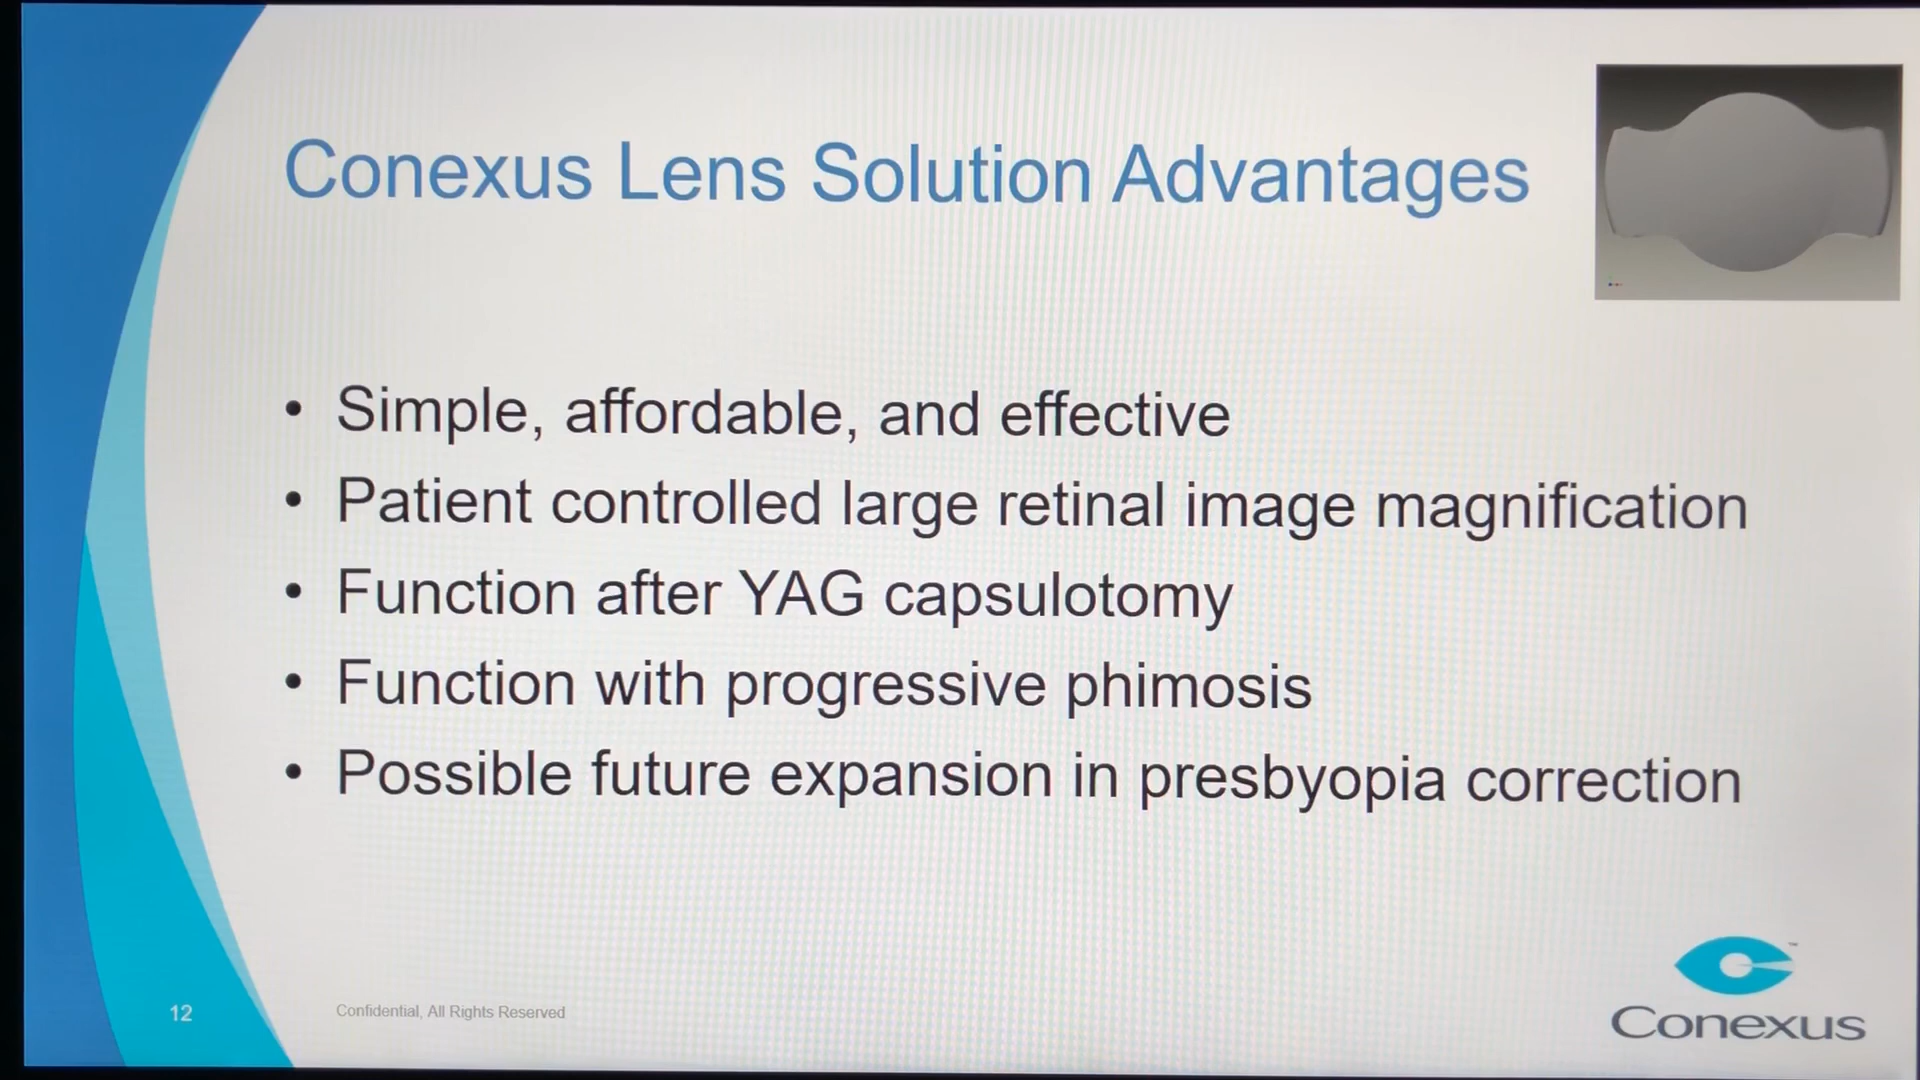 Conexus Lens Solution Advantages
• Simple, affordable, and effective
• Patient controlled large retinal image magnification
• Function after YAG capsulotomy
• Function with progressive phimosis
• Possible future expansion in presbyopia correction
12
Confidential, All Rights Reserved
™
Conexus